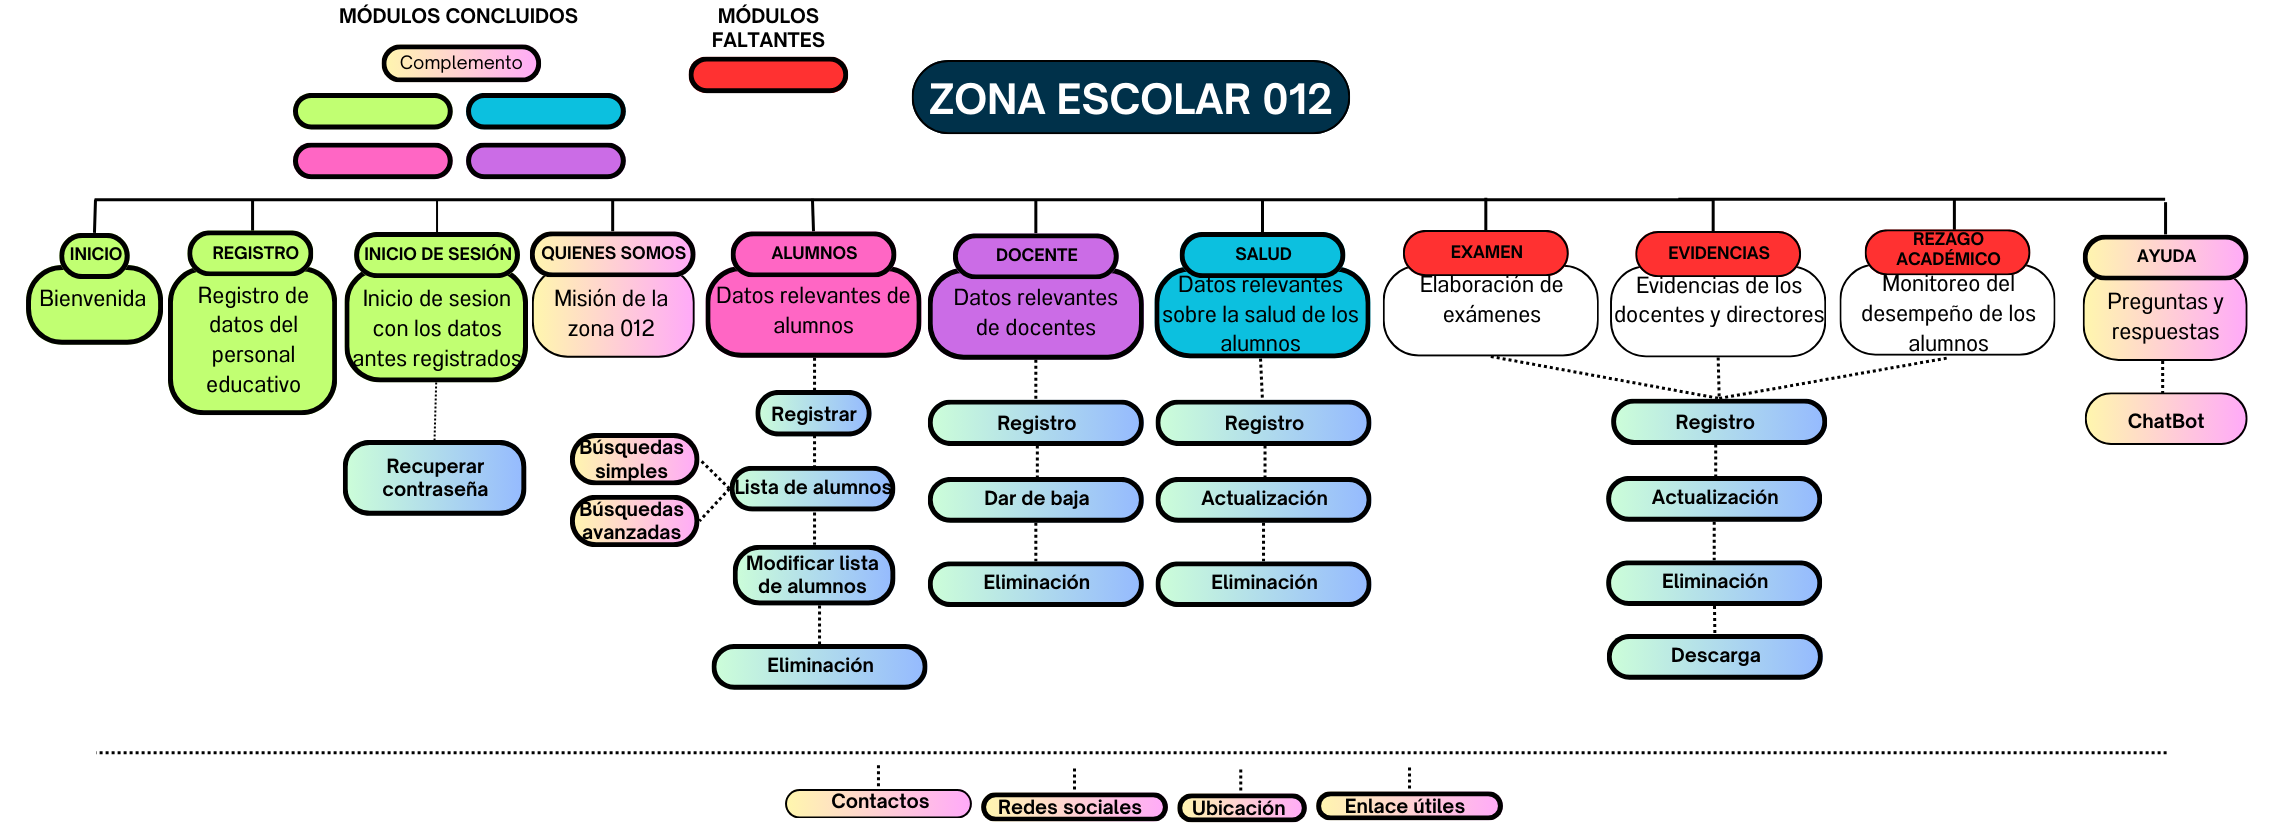 MÓDULOS CONCLUIDOS
Complemento
MÓDULOS
FALTANTES
ZONA ESCOLAR 012
INICIO
Bienvenida
REGISTRO
Registro de
datos del
personal
educativo
INICIO DE SESIÓN
Inicio de sesion
con los datos
antes registrados
Recuperar
contraseña
QUIENES SOMOS
Misión de la
zona 012
ALUMNOS
Datos relevantes de
alumnos
Registrar
Búsquedas
simples
Búsquedas
avanzadas
Lista de alumnos
Modificar lista
de alumnos
Eliminación
DOCENTE
Datos relevantes
de docentes
Registro
Dar de baja
Eliminación
SALUD
Datos relevantes
sobre la salud de los
alumnos
Registro
Actualización
Eliminación
EXAMEN
Elaboración de
exámenes
EVIDENCIAS
Evidencias de los
docentes y directores
REZAGO
ACADÉMICO
Monitoreo del
desempeño de los
alumnos
Registro
Actualización
Eliminación
Descarga
AYUDA
Preguntas y
respuestas
ChatBot
Contactos
Redes sociales
Ubicación
Enlace útiles